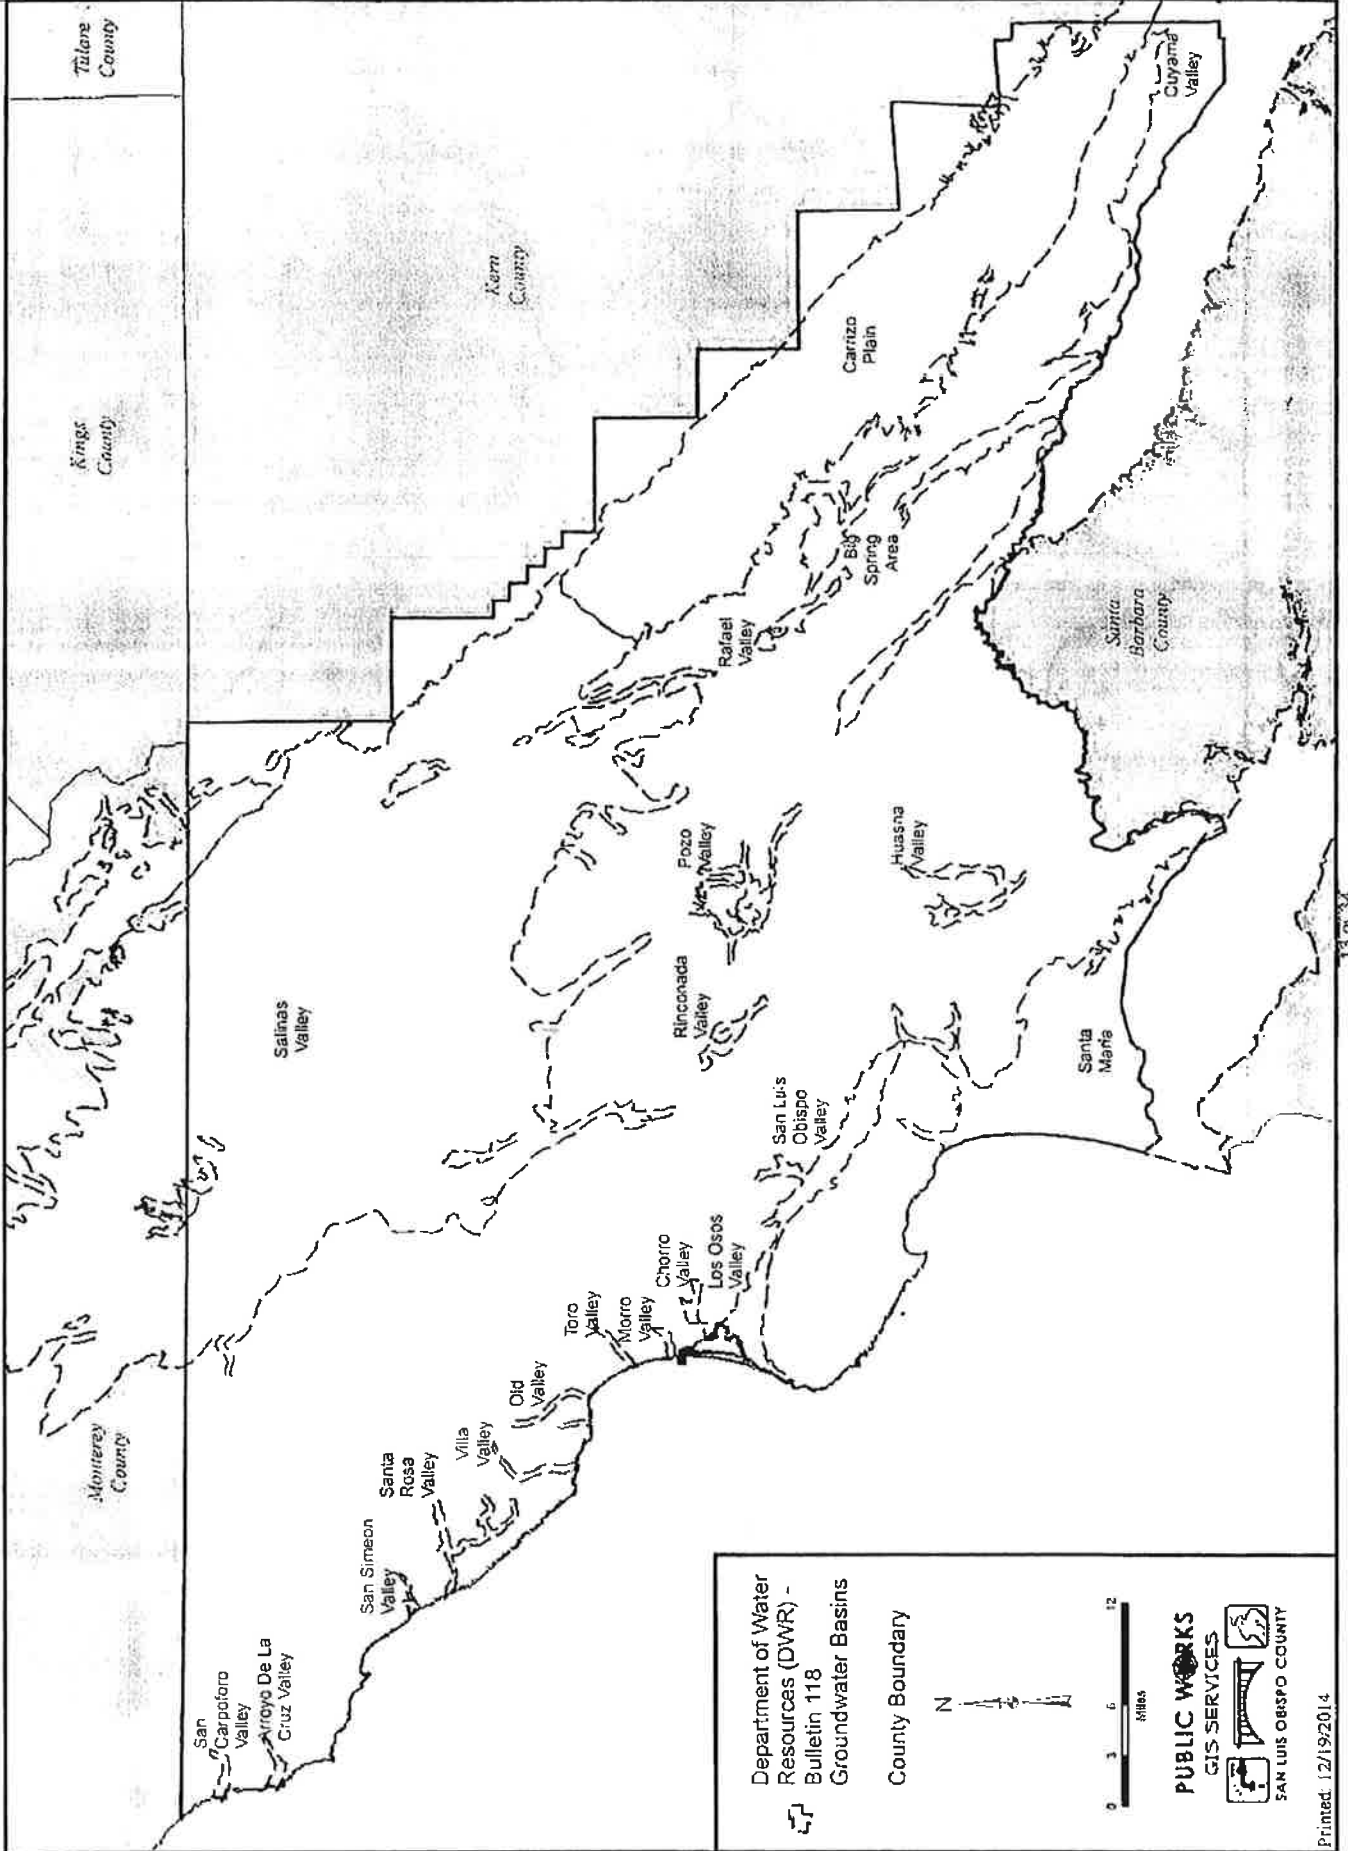 Monterey
County
Kings
County
Tulare
County
Kern
County
San
Carpoforo
Valley
Arroyo De La
Cruz Valley
San Simeon
Valley
Santa
Rosa
Valley
Villa
Valley
Old
Valley
Toro
Valley
Morro
Valley
Chorro
Valley
Los Osos
Valley
San Luis
Obispo
Valley
Salinas
Valley
Rinconada
Valley
Pozo
Valley
Huasna
Valley
Rafael
Valley
Big
Spring
Area
Carrizo
Plain
Cuyama
Valley
Santa
Maria
Santa
Barbara
County
Department of Water
Resources (DWR) -
Bulletin 118
Groundwater Basins
County Boundary
N
0 3 6 12
Miles
PUBLIC WORKS
GIS SERVICES
SAN LUIS OBISPO COUNTY
Printed: 12/19/2014